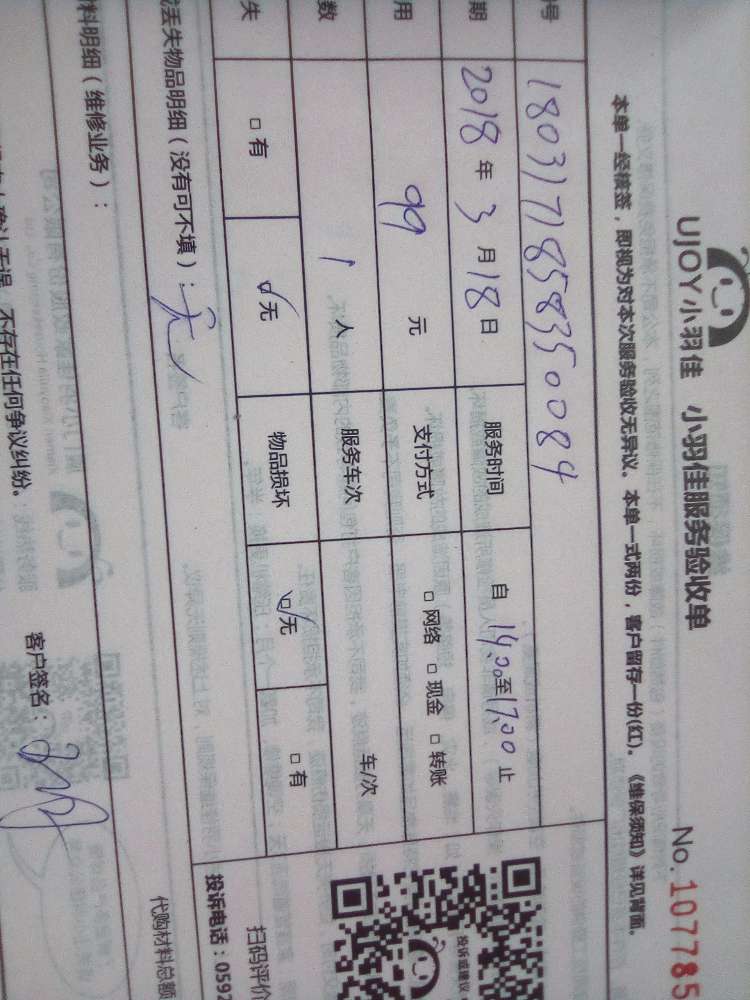 UJOY小羽佳 小羽佳服务验收单 No.107785
本单一经核签，即视为对本次服务验收无异议。本单一式两份，客户留存一份(红)。《维保须知》详见背面。
号 1803171858350084
期 2018年3月18日 服务时间 自14:00至17:00止
用 99元 支付方式 □网络 □现金 □转账
数 1人 服务车次 车/次
失 □有 ☑无 物品损坏 ☑无 □有
丢失物品明细（没有可不填）：无
料明细（维修业务）：
代购材料总额
不存在任何争议纠纷。
客户签名：
投诉或建议
扫码评价
投诉电话：0592